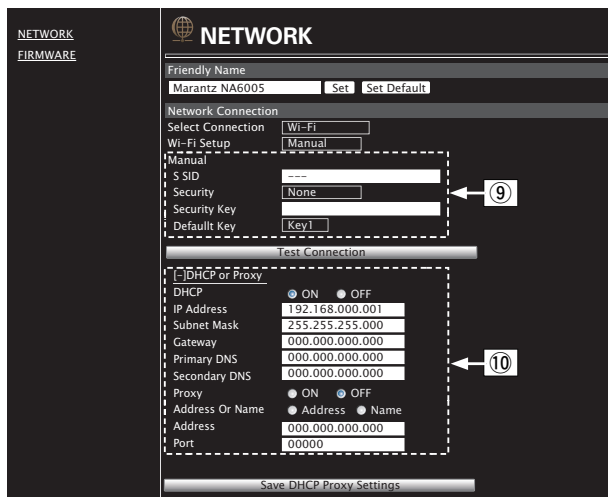 NETWORK
FIRMWARE
NETWORK
Friendly Name
Marantz NA6005 Set Set Default
Network Connection
Select Connection Wi-Fi
Wi-Fi Setup Manual
Manual
S SID ---
Security None
Security Key
Defaullt Key Key1
⑨
Test Connection
[-]DHCP or Proxy
DHCP ON OFF
IP Address 192.168.000.001
Subnet Mask 255.255.255.000
Gateway 000.000.000.000
Primary DNS 000.000.000.000
Secondary DNS 000.000.000.000
Proxy ON OFF
Address Or Name Address Name
Address 000.000.000.000
Port 00000
⑩
Save DHCP Proxy Settings